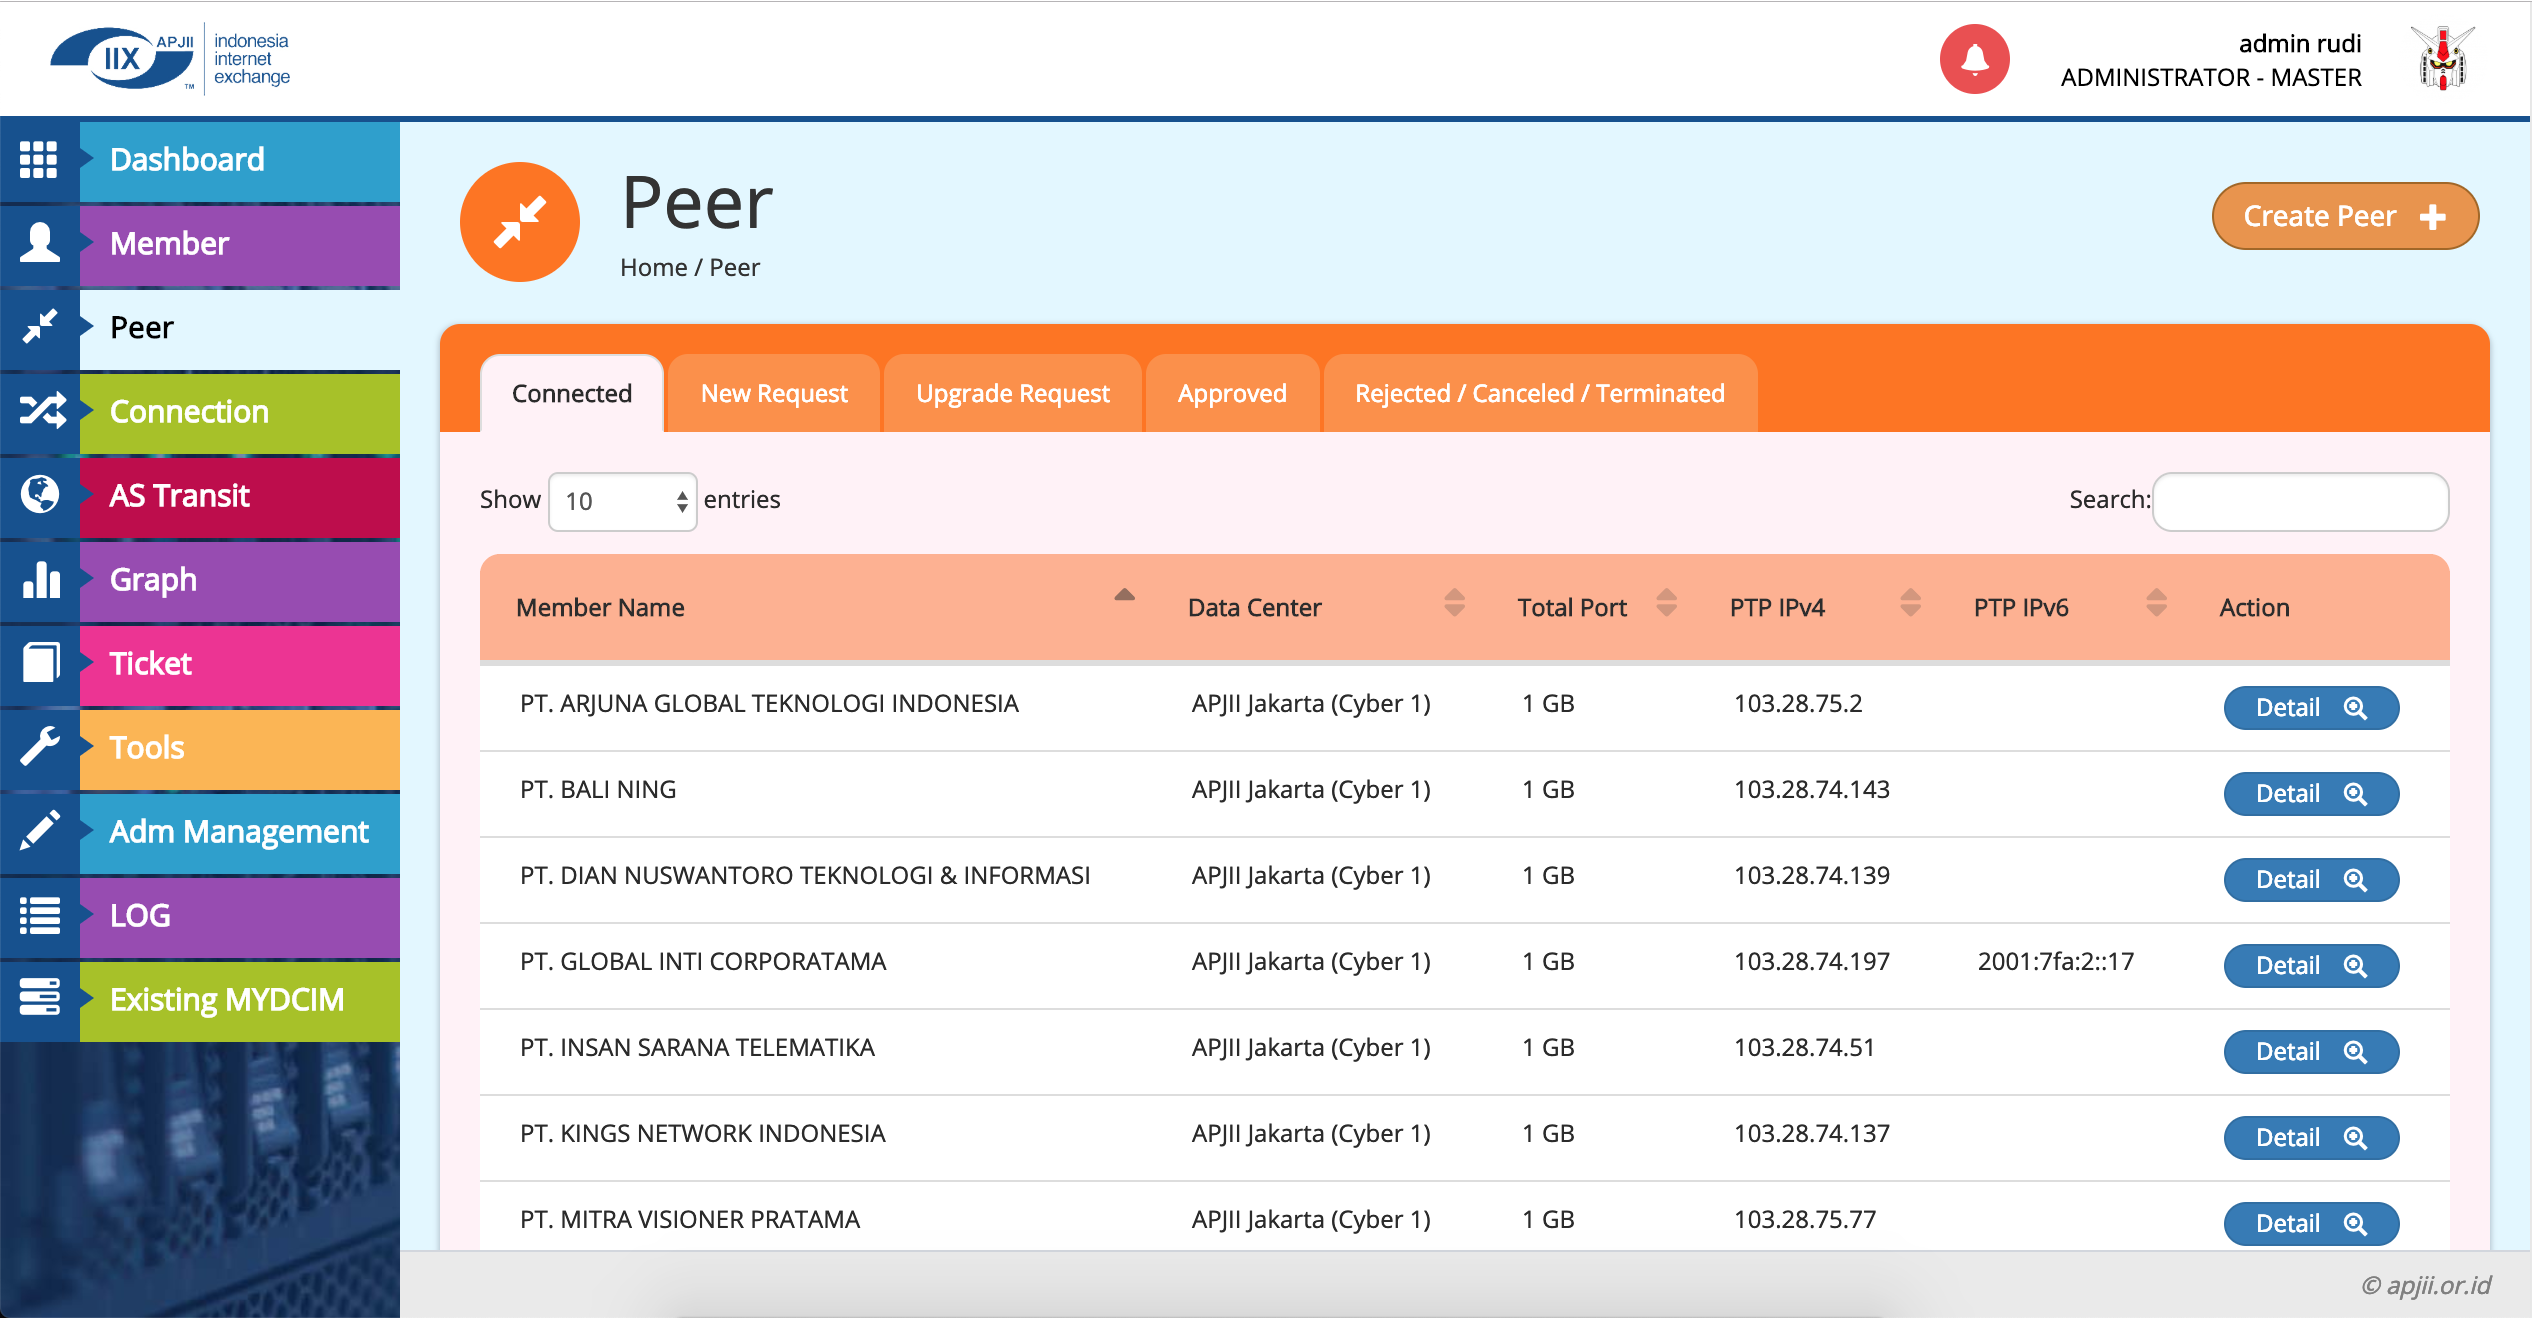 IIX APJII TM
indonesia
internet
exchange
admin rudi
ADMINISTRATOR - MASTER
Dashboard
Member
Peer
Connection
AS Transit
Graph
Ticket
Tools
Adm Management
LOG
Existing MYDCIM
Peer
Home / Peer
Create Peer
Connected New Request Upgrade Request Approved Rejected / Canceled / Terminated
Show 10 entries Search:
Member Name Data Center Total Port PTP IPv4 PTP IPv6 Action
PT. ARJUNA GLOBAL TEKNOLOGI INDONESIA APJII Jakarta (Cyber 1) 1 GB 103.28.75.2 Detail
PT. BALI NING APJII Jakarta (Cyber 1) 1 GB 103.28.74.143 Detail
PT. DIAN NUSWANTORO TEKNOLOGI & INFORMASI APJII Jakarta (Cyber 1) 1 GB 103.28.74.139 Detail
PT. GLOBAL INTI CORPORATAMA APJII Jakarta (Cyber 1) 1 GB 103.28.74.197 2001:7fa:2::17 Detail
PT. INSAN SARANA TELEMATIKA APJII Jakarta (Cyber 1) 1 GB 103.28.74.51 Detail
PT. KINGS NETWORK INDONESIA APJII Jakarta (Cyber 1) 1 GB 103.28.74.137 Detail
PT. MITRA VISIONER PRATAMA APJII Jakarta (Cyber 1) 1 GB 103.28.75.77 Detail
© apjii.or.id